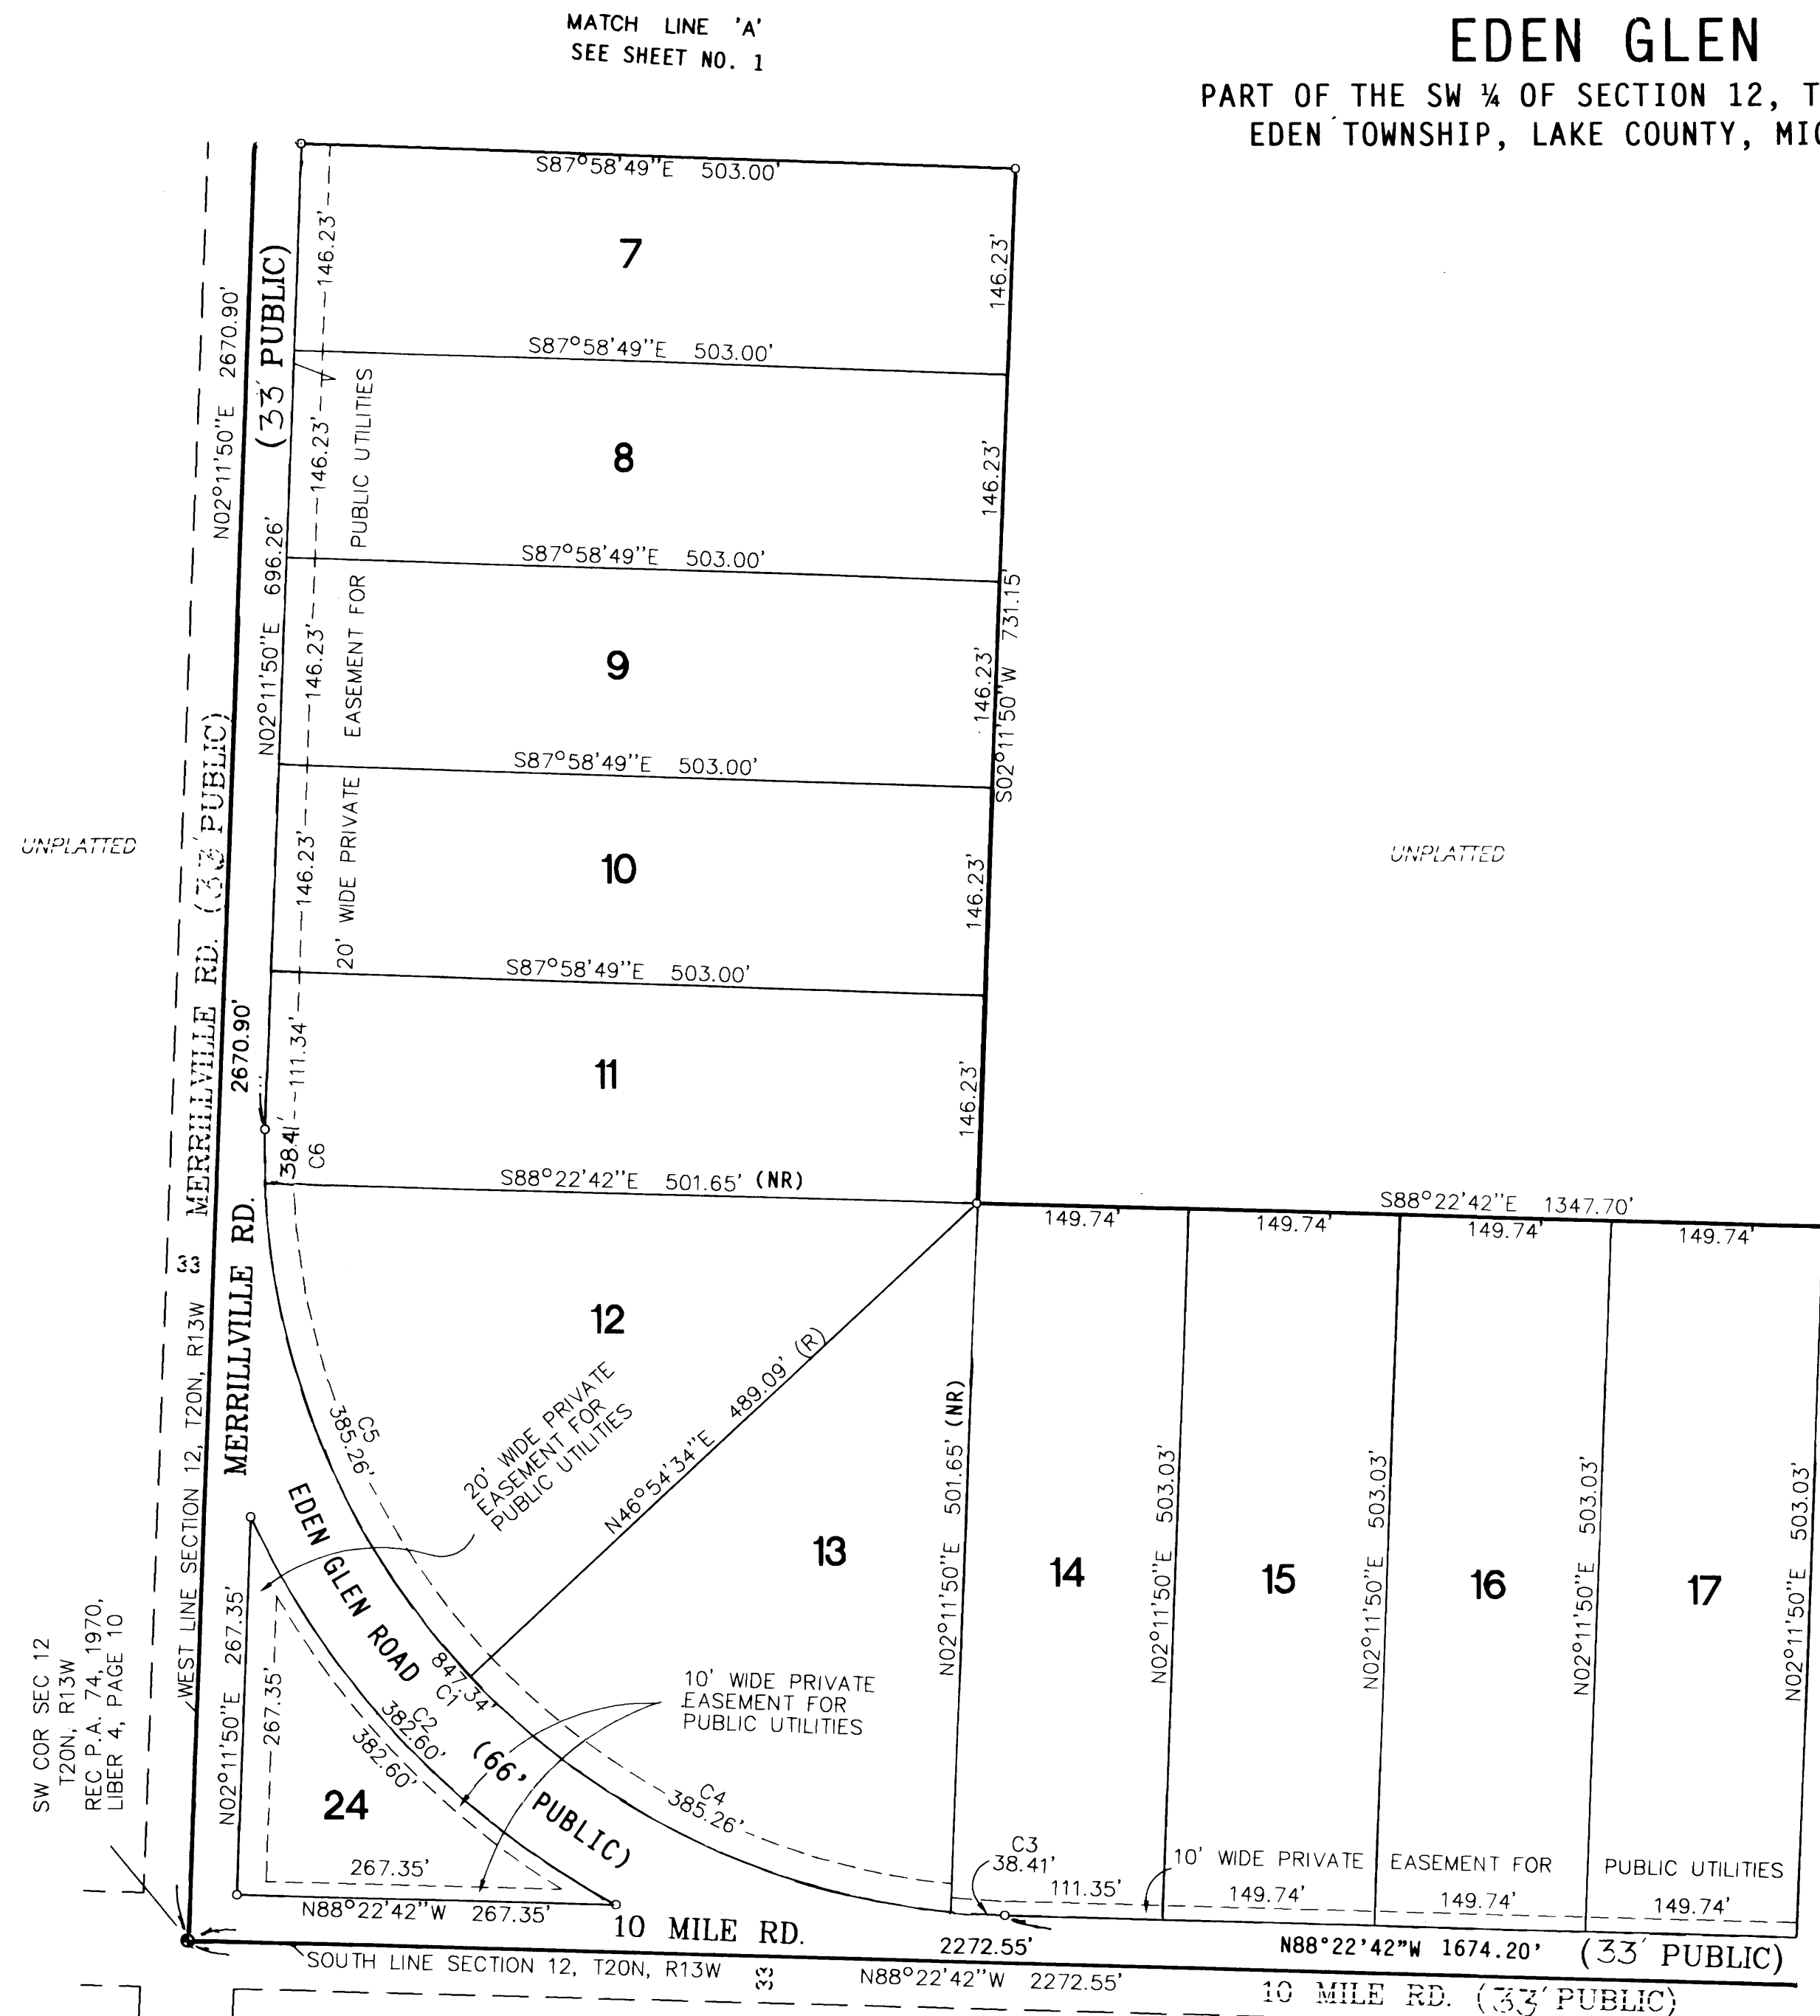 MATCH LINE 'A'
SEE SHEET NO. 1
EDEN GLEN
PART OF THE SW ¼ OF SECTION 12, T
EDEN TOWNSHIP, LAKE COUNTY, MIC
S87°58'49"E 503.00'
146.23'
7
146.23'
N02°11'50"E 2670.90'
(33' PUBLIC)
S87°58'49"E 503.00'
146.23'
8
146.23'
20' WIDE PRIVATE EASEMENT FOR PUBLIC UTILITIES
S87°58'49"E 503.00'
N02°11'50"E 696.26'
146.23'
9
146.23'
S02°11'50"W 731.15'
S87°58'49"E 503.00'
MERRILLVILLE RD. (33' PUBLIC)
146.23'
10
146.23'
UNPLATTED
UNPLATTED
S87°58'49"E 503.00'
2670.90'
111.34'
11
146.23'
38.41'
C6
S88°22'42"E 501.65' (NR)
S88°22'42"E 1347.70'
149.74'
149.74'
149.74'
149.74'
33
MERRILLVILLE RD.
WEST LINE SECTION 12, T20N, R13W
12
C5
385.26'
20' WIDE PRIVATE
EASEMENT FOR
PUBLIC UTILITIES
N46°54'34"E 489.09' (R)
13
N02°11'50"E 501.65' (NR)
14
N02°11'50"E 503.03'
15
N02°11'50"E 503.03'
16
N02°11'50"E 503.03'
17
N02°11'50"E 503.03'
EDEN GLEN ROAD (66' PUBLIC)
847.34'
C1
C2
382.60'
382.60'
N02°11'50"E 267.35'
267.35'
24
10' WIDE PRIVATE
EASEMENT FOR
PUBLIC UTILITIES
C4
385.26'
SW COR SEC 12
T20N, R13W
REC P.A. 74, 1970,
LIBER 4, PAGE 10
267.35'
N88°22'42"W 267.35'
C3
38.41'
111.35'
10' WIDE PRIVATE EASEMENT FOR PUBLIC UTILITIES
149.74'
149.74'
149.74'
10 MILE RD.
2272.55'
N88°22'42"W 1674.20' (33' PUBLIC)
SOUTH LINE SECTION 12, T20N, R13W
33
N88°22'42"W 2272.55'
10 MILE RD. (33' PUBLIC)